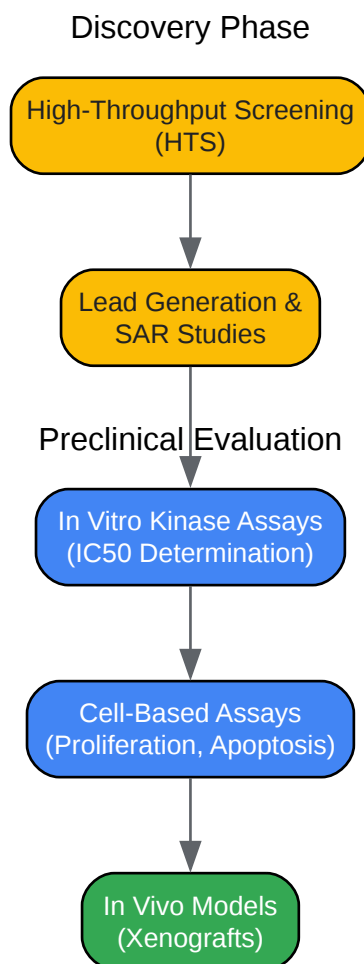 Discovery Phase
High-Throughput Screening
(HTS)
Lead Generation &
SAR Studies
Preclinical Evaluation
In Vitro Kinase Assays
(IC50 Determination)
Cell-Based Assays
(Proliferation, Apoptosis)
In Vivo Models
(Xenografts)